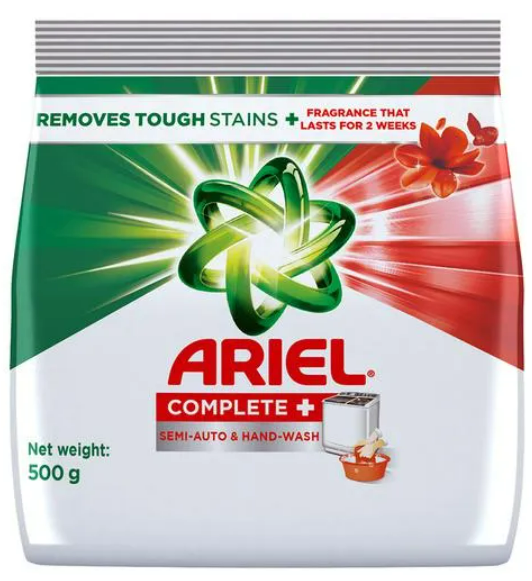 REMOVES TOUGH STAINS + FRAGRANCE THAT
LASTS FOR 2 WEEKS
ARIEL®
COMPLETE +
SEMI-AUTO & HAND-WASH
Net weight:
500 g